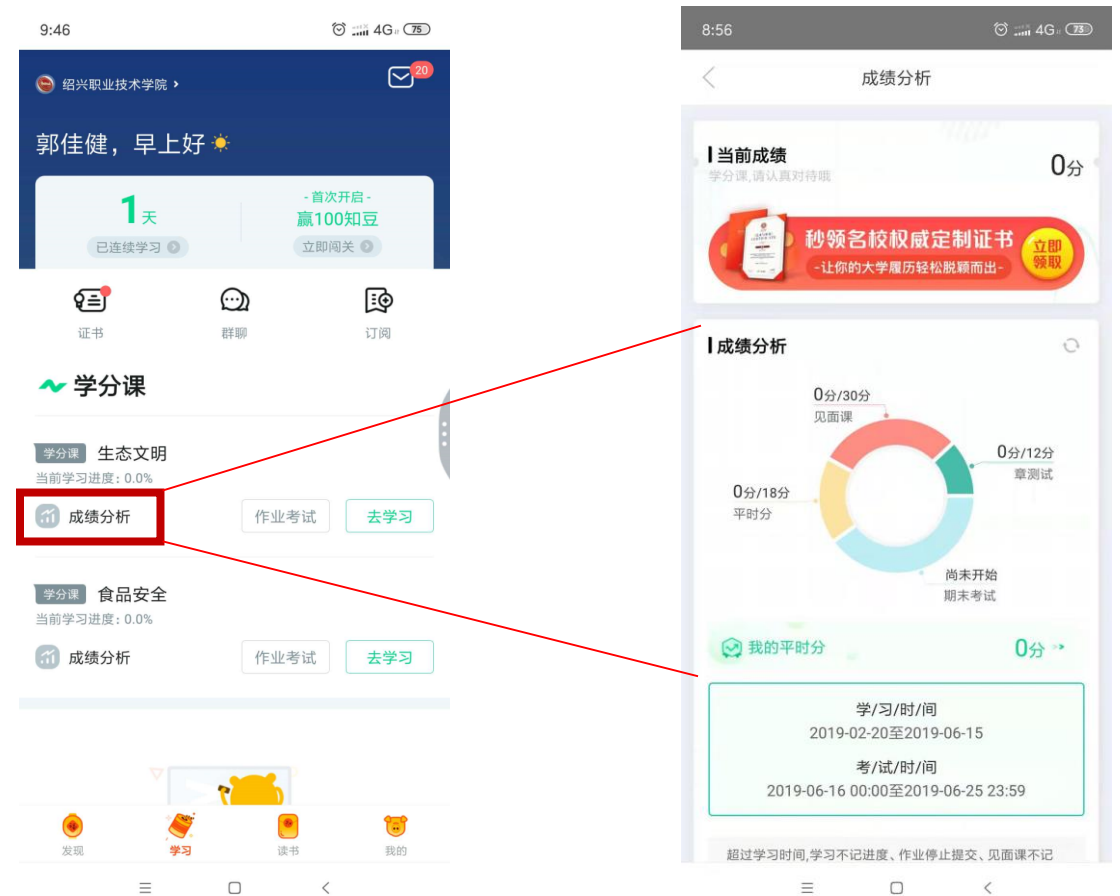 9:46
4G 75
绍兴职业技术学院 >
20
郭佳健，早上好
1天
-首次开启-
赢100知豆
已连续学习
立即闯关
证书
群聊
订阅
学分课
学分课 生态文明
当前学习进度: 0.0%
成绩分析
作业考试
去学习
学分课 食品安全
当前学习进度: 0.0%
成绩分析
作业考试
去学习
发现
学习
读书
我的
8:56
4G 73
成绩分析
当前成绩
学分课,请认真对待哦
0分
秒领名校权威定制证书
-让你的大学履历轻松脱颖而出-
立即
领取
成绩分析
0分/30分
见面课
0分/12分
章测试
0分/18分
平时分
尚未开始
期末考试
我的平时分
0分
学/习/时/间
2019-02-20至2019-06-15
考/试/时/间
2019-06-16 00:00至2019-06-25 23:59
超过学习时间,学习不记进度、作业停止提交、见面课不记